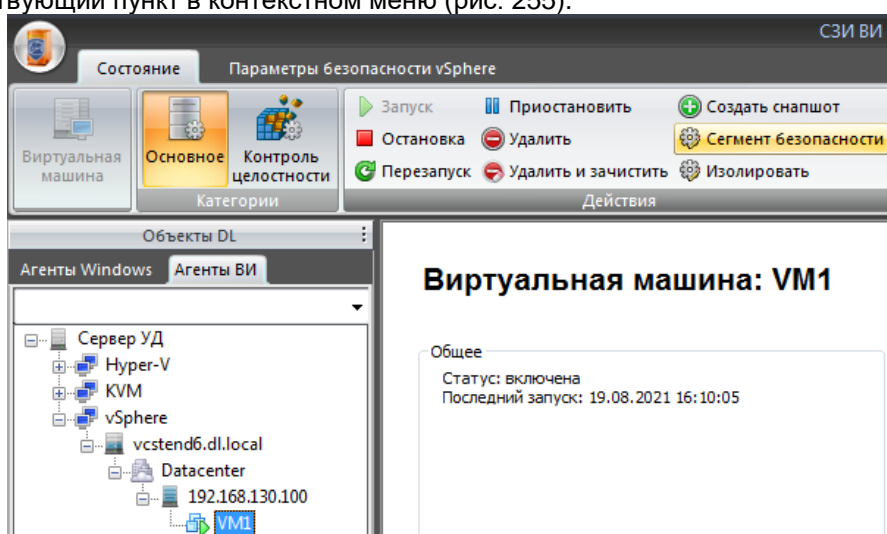 твующий пункт в контекстном меню (рис. 255).
СЗИ ВИ
Состояние Параметры безопасности vSphere
Виртуальная машина
Основное
Контроль целостности
Категории
Запуск Приостановить Создать снапшот
Остановка Удалить Сегмент безопасности
Перезапуск Удалить и зачистить Изолировать
Действия
Объекты DL
Агенты Windows Агенты ВИ
Сервер УД
Hyper-V
KVM
vSphere
vcstend6.dl.local
Datacenter
192.168.130.100
VM1
Виртуальная машина: VM1
Общее
Статус: включена
Последний запуск: 19.08.2021 16:10:05